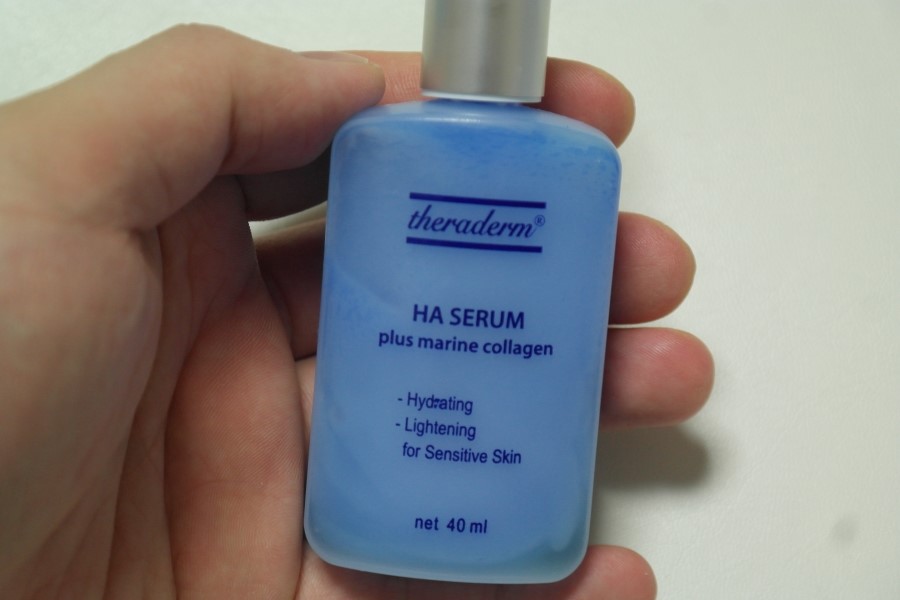 theraderm®
HA SERUM
plus marine collagen
- Hydrating
- Lightening
for Sensitive Skin
net 40 ml